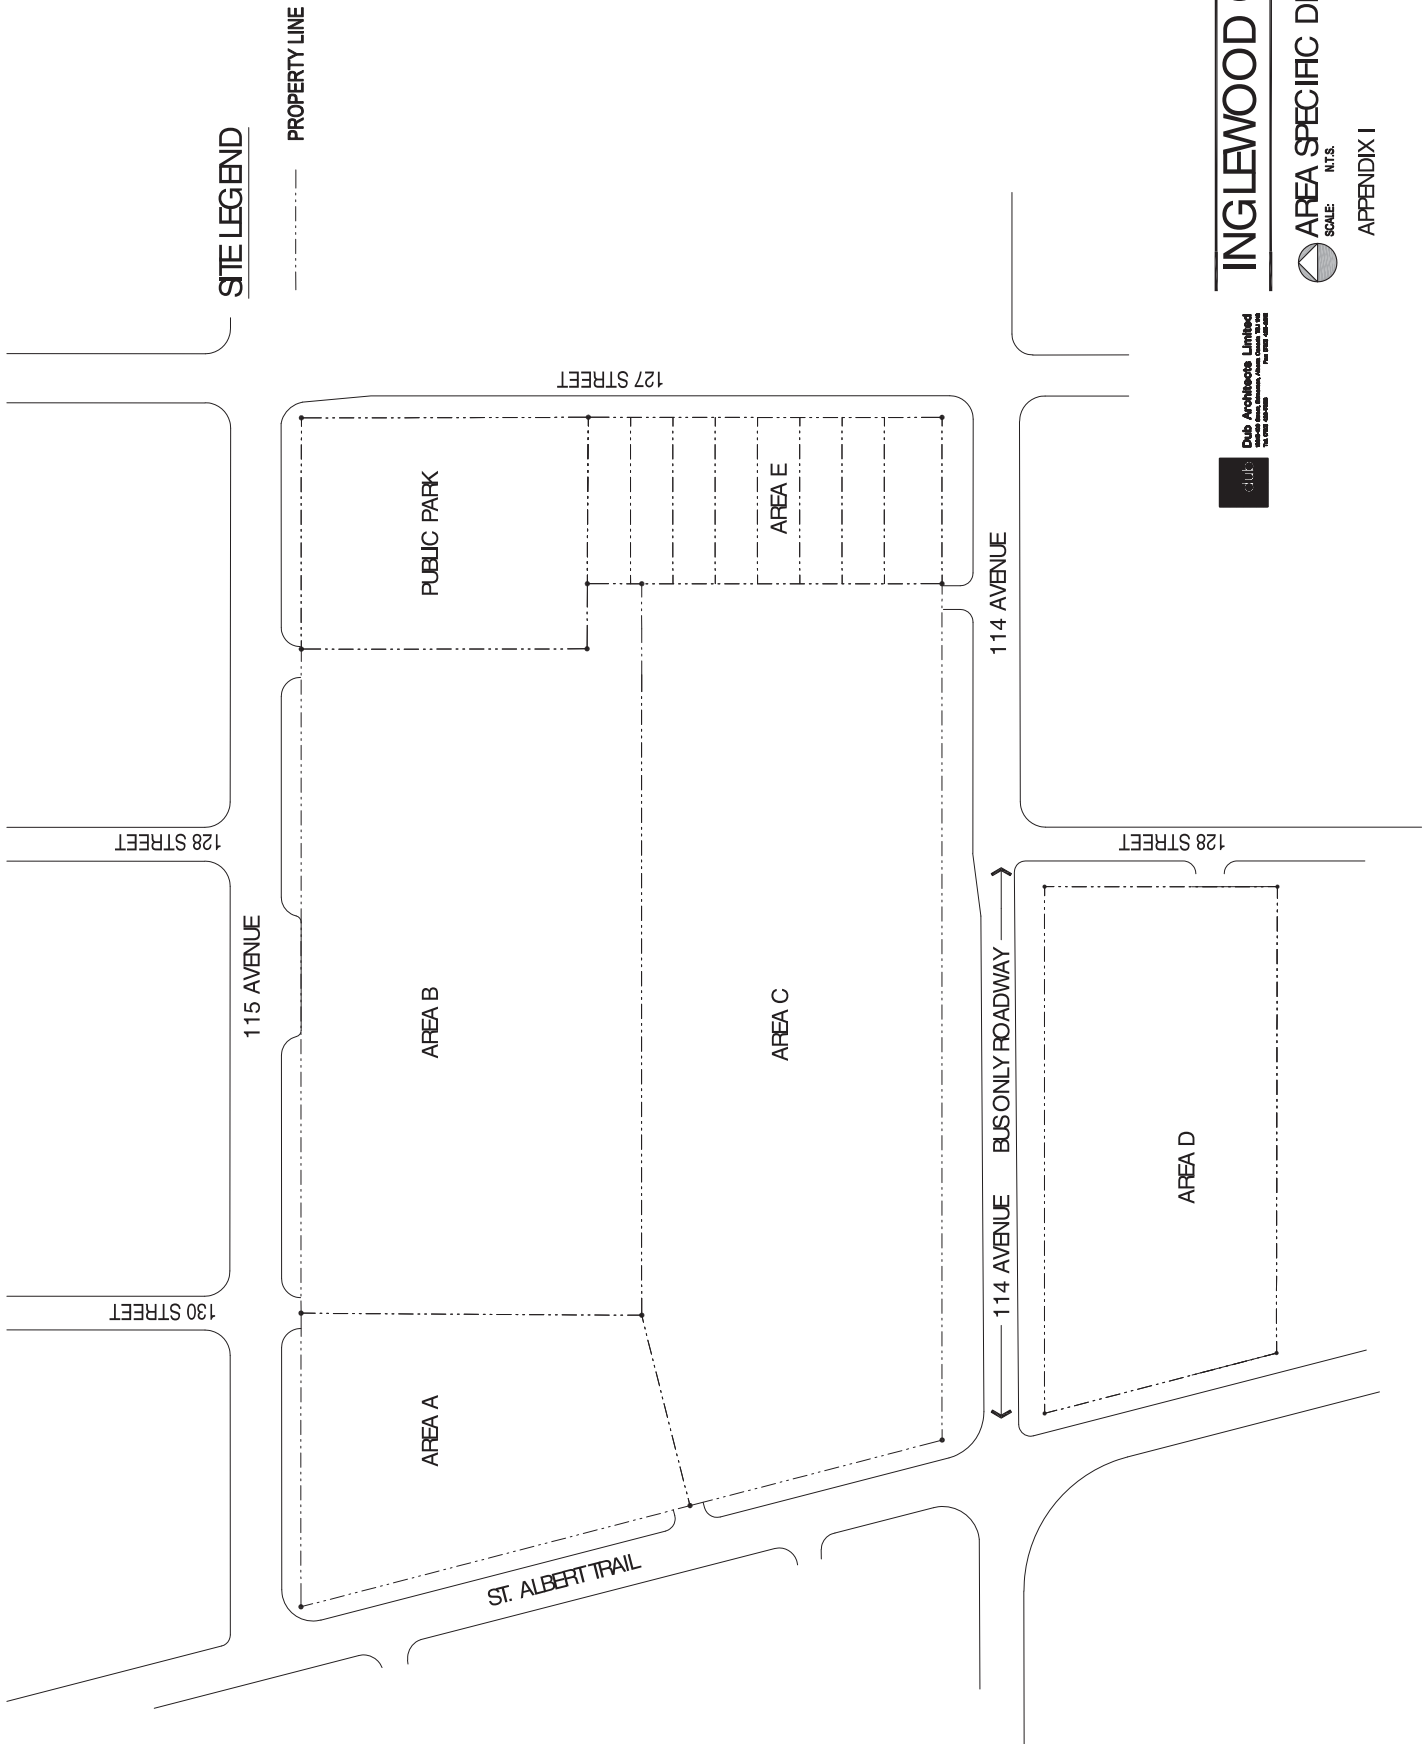 SITE LEGEND
PROPERTY LINE
127 STREET
PUBLIC PARK
AREA E
114 AVENUE
128 STREET
128 STREET
115 AVENUE
AREA B
AREA C
BUS ONLY ROADWAY
114 AVENUE
AREA D
130 STREET
AREA A
ST. ALBERT TRAIL
dub
Dub Architects Limited
INGLEWOOD
AREA SPECIFIC
SCALE: N.T.S.
APPENDIX I